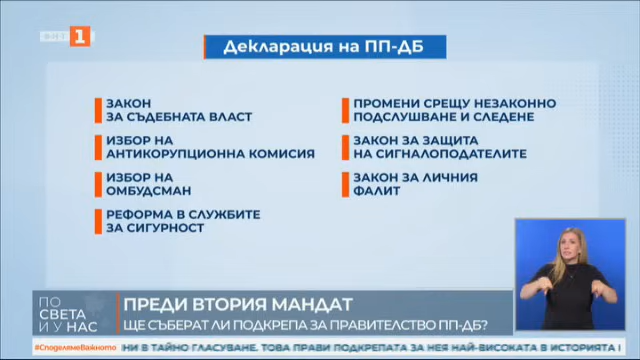 БНТ 1
Декларация на ПП-ДБ
ЗАКОН
ЗА СЪДЕБНАТА ВЛАСТ
ИЗБОР НА
АНТИКОРУПЦИОННА КОМИСИЯ
ИЗБОР НА
ОМБУДСМАН
РЕФОРМА В СЛУЖБИТЕ
ЗА СИГУРНОСТ
ПРОМЕНИ СРЕЩУ НЕЗАКОННО
ПОДСЛУШВАНЕ И СЛЕДЕНЕ
ЗАКОН ЗА ЗАЩИТА
НА СИГНАЛОПОДАТЕЛИТЕ
ЗАКОН ЗА ЛИЧНИЯ
ФАЛИТ
ПО
СВЕТА
И У НАС
ПРЕДИ ВТОРИЯ МАНДАТ
ЩЕ СЪБЕРАТ ЛИ ПОДКРЕПА ЗА ПРАВИТЕЛСТВО ПП-ДБ?
#СподелямеВажното
НИ В ТАЙНО ГЛАСУВАНЕ. ТОВА ПРАВИ ПОДКРЕПАТА ЗА НЕЯ НАЙ-ВИСОКАТА В ИСТОРИЯТА